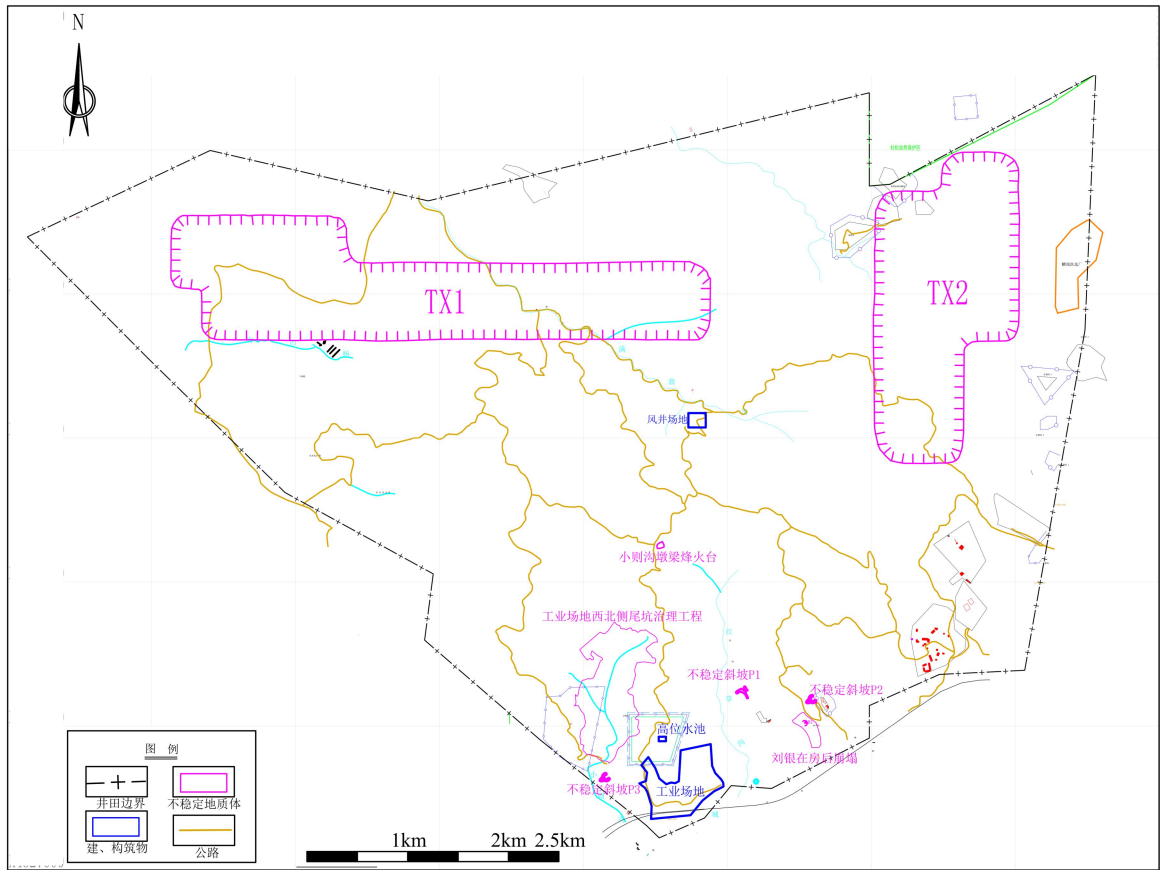 N
TX1
TX2
风井场地
小则沟墩梁烽火台
工业场地西北侧尾坑治理工程
不稳定斜坡P1
不稳定斜坡P2
高位水池
刘银在房后崩塌
不稳定斜坡P3
工业场地
图 例
井田边界
不稳定地质体
建、构筑物
公路
1km
2km
2.5km